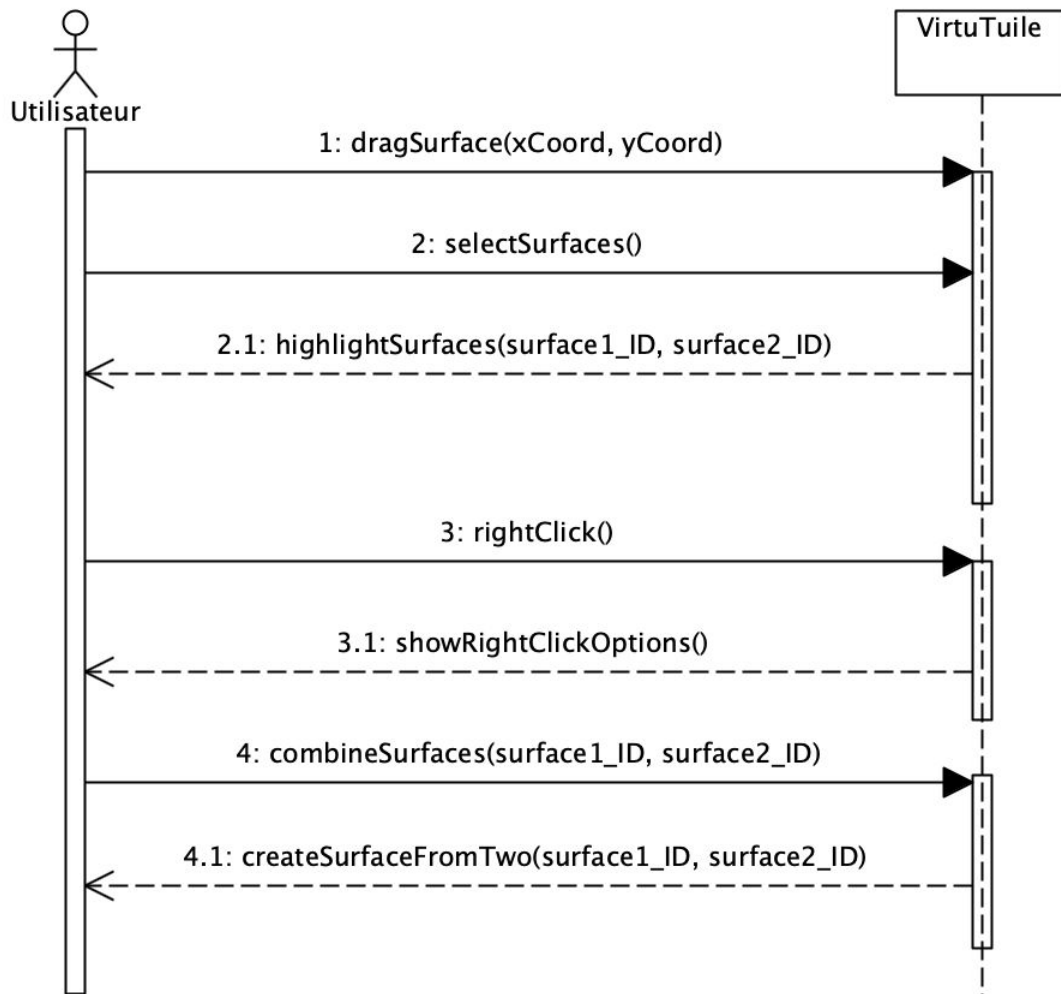 VirtuTuile
Utilisateur
1: dragSurface(xCoord, yCoord)
2: selectSurfaces()
2.1: highlightSurfaces(surface1_ID, surface2_ID)
3: rightClick()
3.1: showRightClickOptions()
4: combineSurfaces(surface1_ID, surface2_ID)
4.1: createSurfaceFromTwo(surface1_ID, surface2_ID)